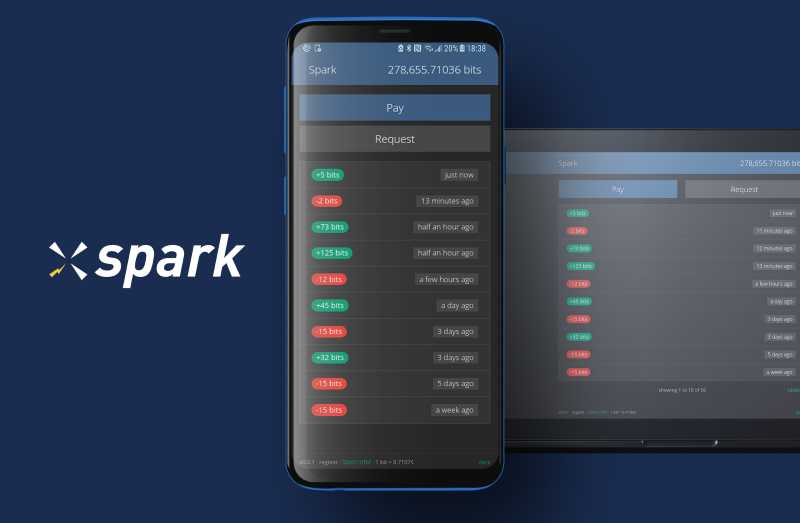 spark
20% 18:38
Spark 278,655.71036 bits
Pay
Request
+5 bits just now
-2 bits 13 minutes ago
+73 bits half an hour ago
+125 bits half an hour ago
-12 bits a few hours ago
+45 bits a day ago
-15 bits 3 days ago
+32 bits 3 days ago
-15 bits 5 days ago
-15 bits a week ago
Spark 278,655.71036
Pay Request
+5 bits just now
-2 bits minutes ago
+73 bits minutes ago
+125 bits 13 minutes ago
-12 bits a few hours ago
+45 bits a day ago
-15 bits 3 days ago
+32 bits 3 days ago
-15 bits 5 days ago
-15 bits a week ago
showing 1 to 10 of